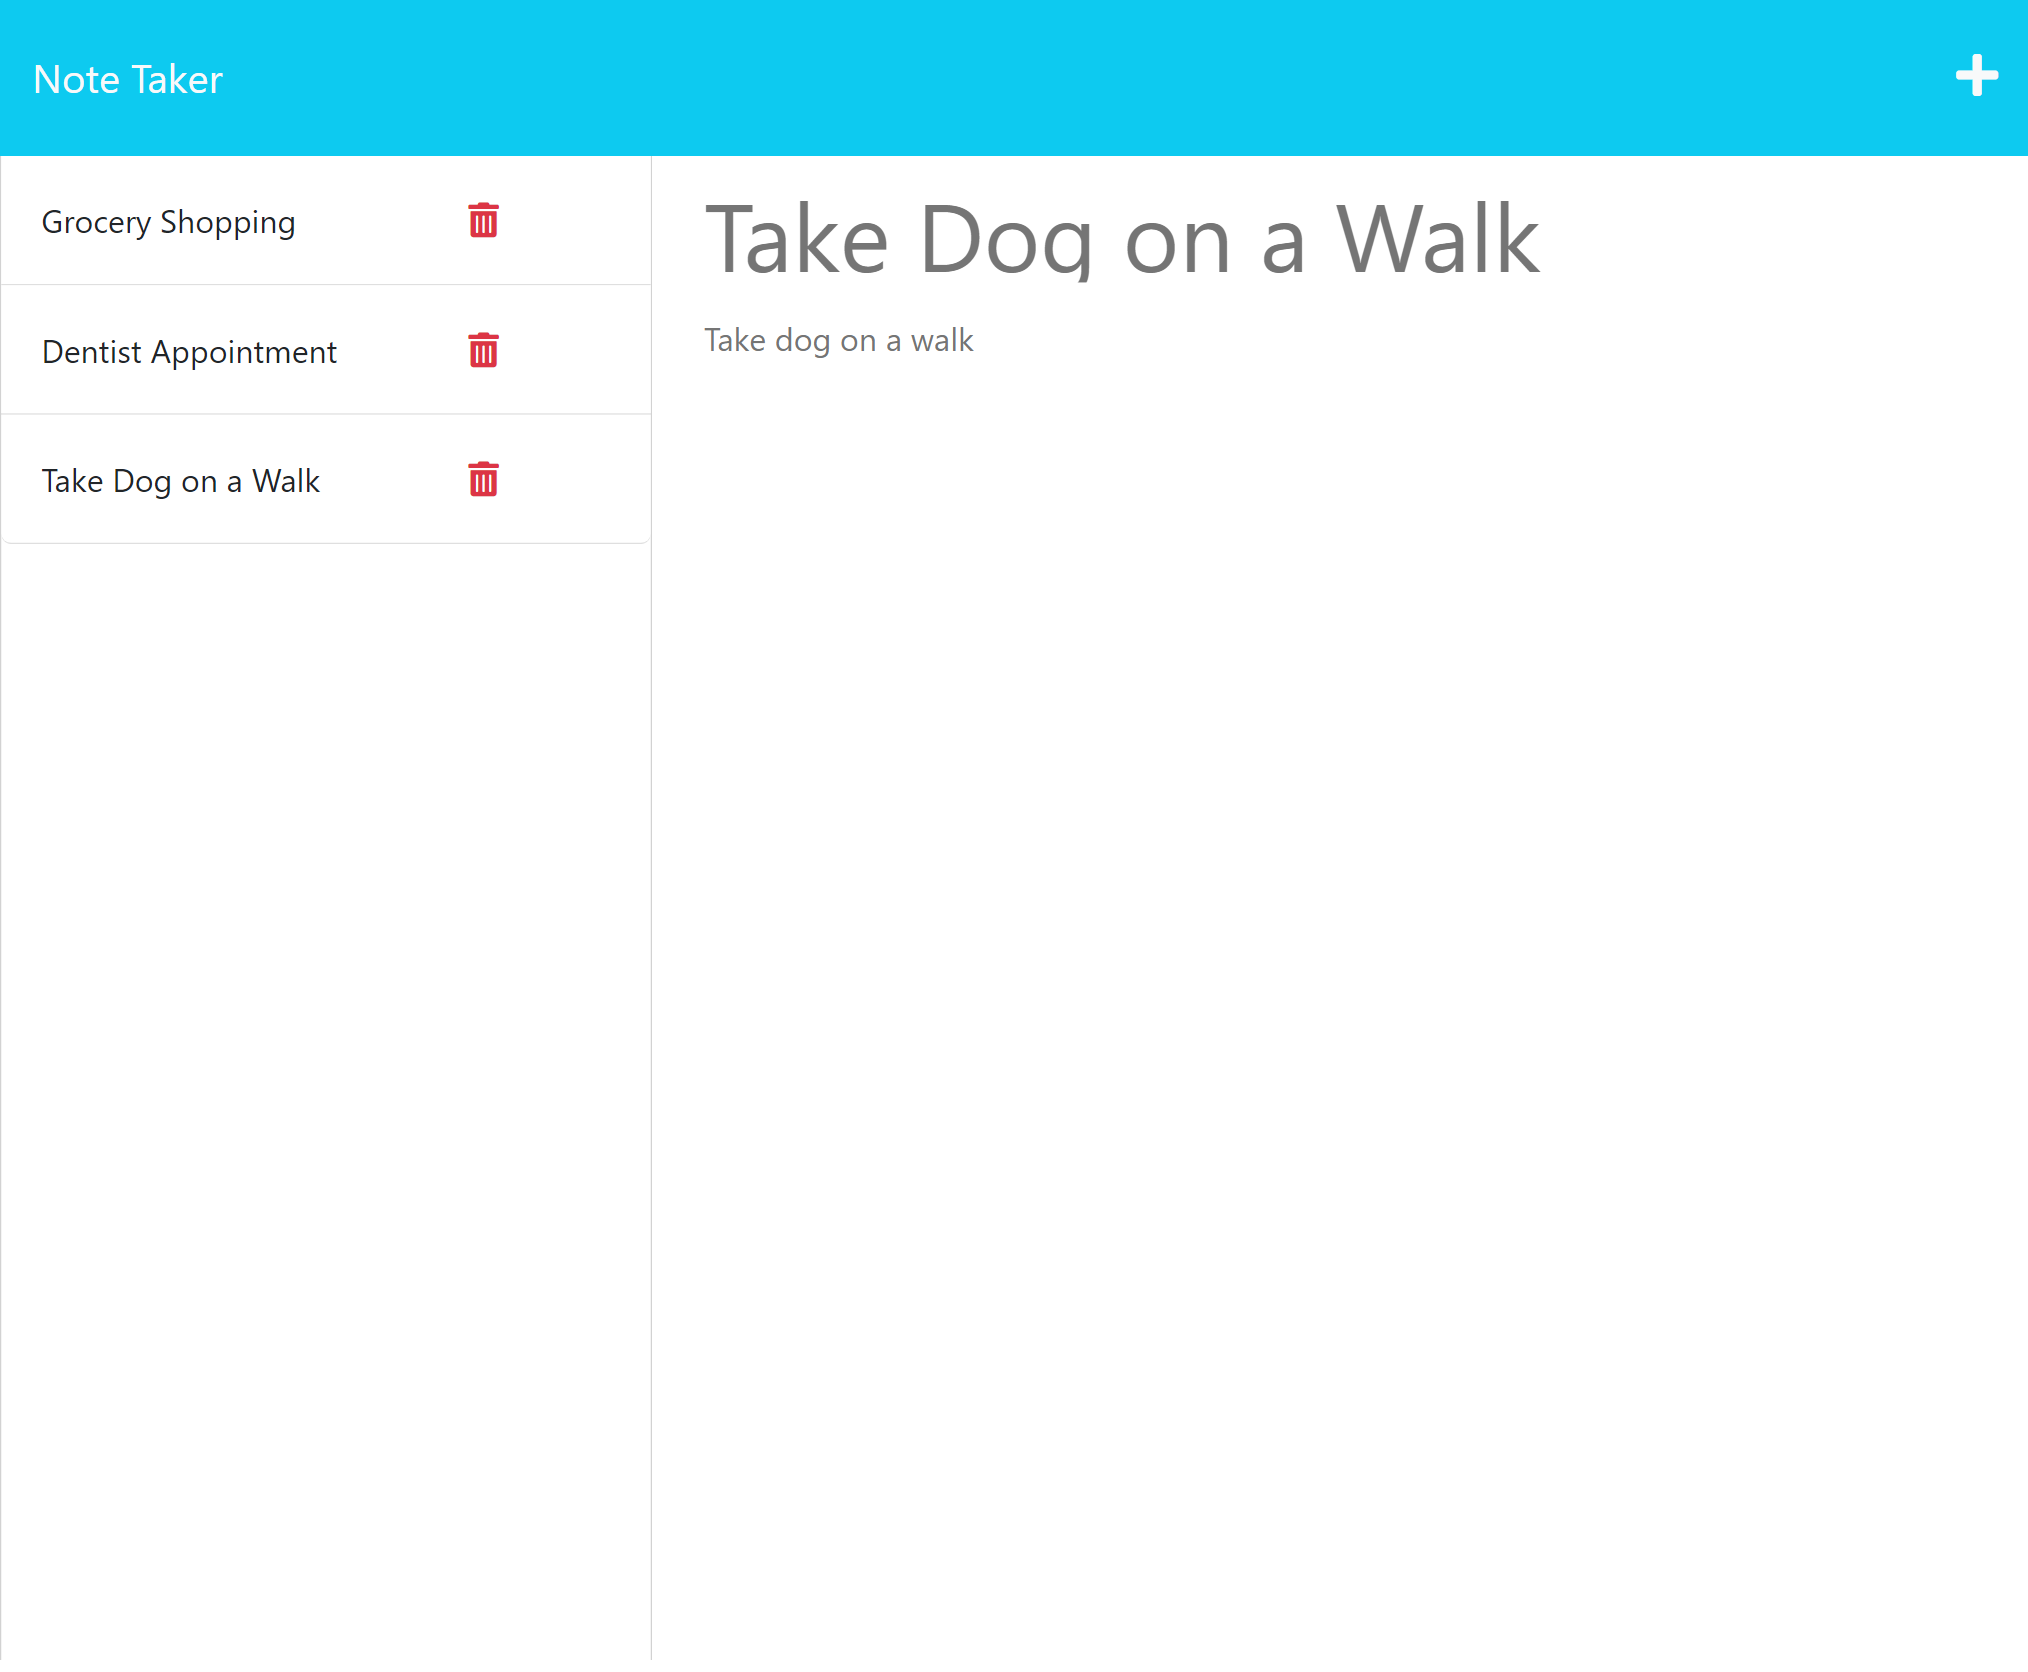 Note Taker
Grocery Shopping
Dentist Appointment
Take Dog on a Walk
Take Dog on a Walk
Take dog on a walk